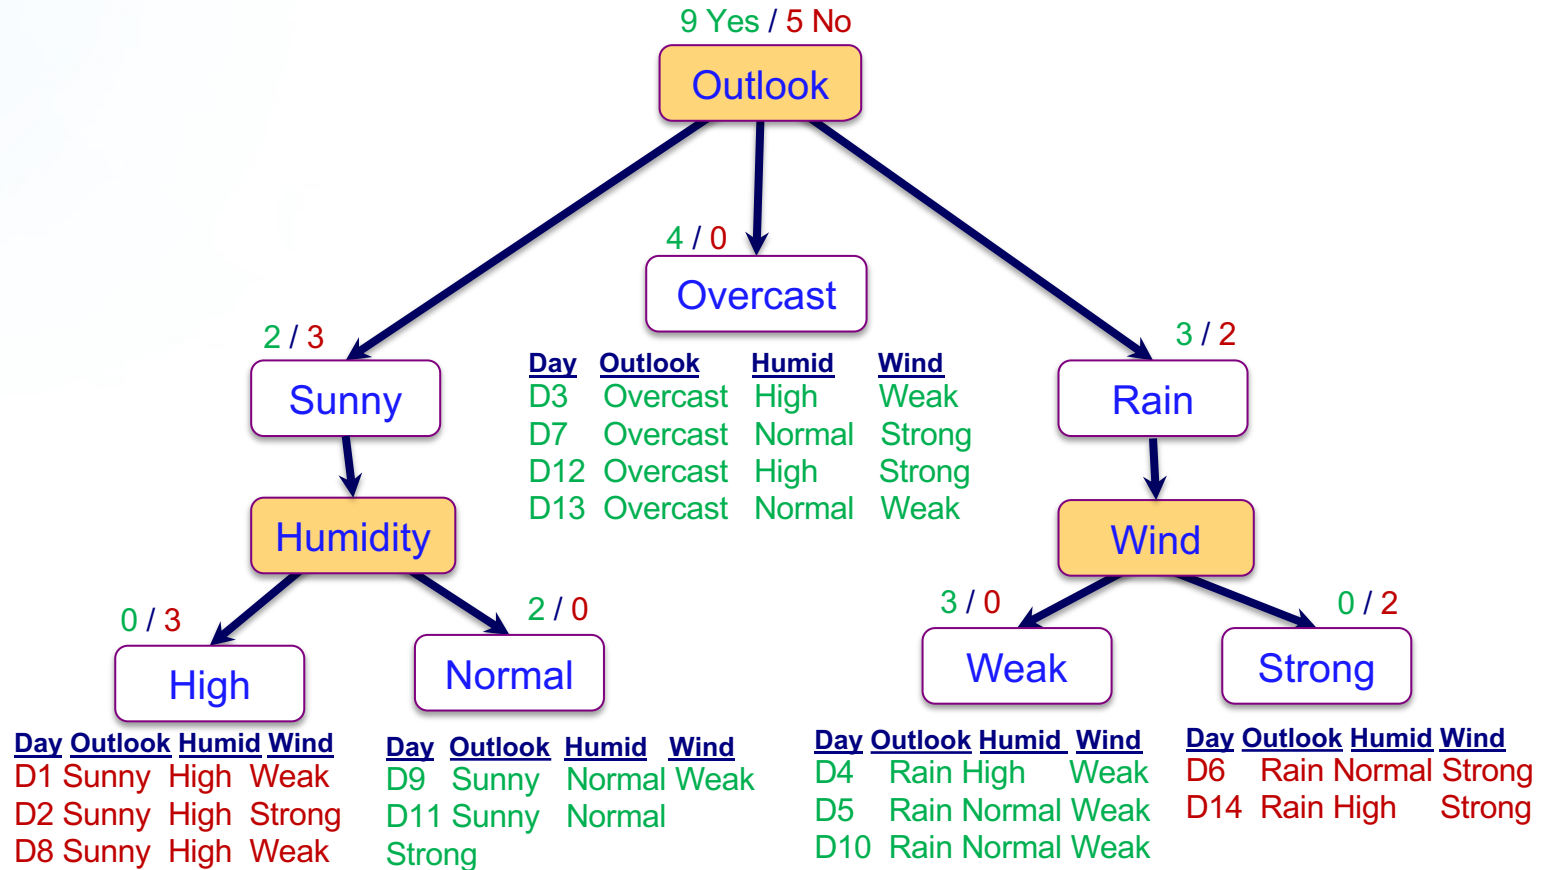 9 Yes / 5 No
Outlook
4 / 0
Overcast
2 / 3
Sunny
3 / 2
Rain
Day Outlook Humid Wind
D3 Overcast High Weak
D7 Overcast Normal Strong
D12 Overcast High Strong
D13 Overcast Normal Weak
Humidity
Wind
0 / 3
High
2 / 0
Normal
3 / 0
Weak
0 / 2
Strong
Day Outlook Humid Wind
D1 Sunny High Weak
D2 Sunny High Strong
D8 Sunny High Weak
Day Outlook Humid Wind
D9 Sunny Normal Weak
D11 Sunny Normal
Strong
Day Outlook Humid Wind
D4 Rain High Weak
D5 Rain Normal Weak
D10 Rain Normal Weak
Day Outlook Humid Wind
D6 Rain Normal Strong
D14 Rain High Strong